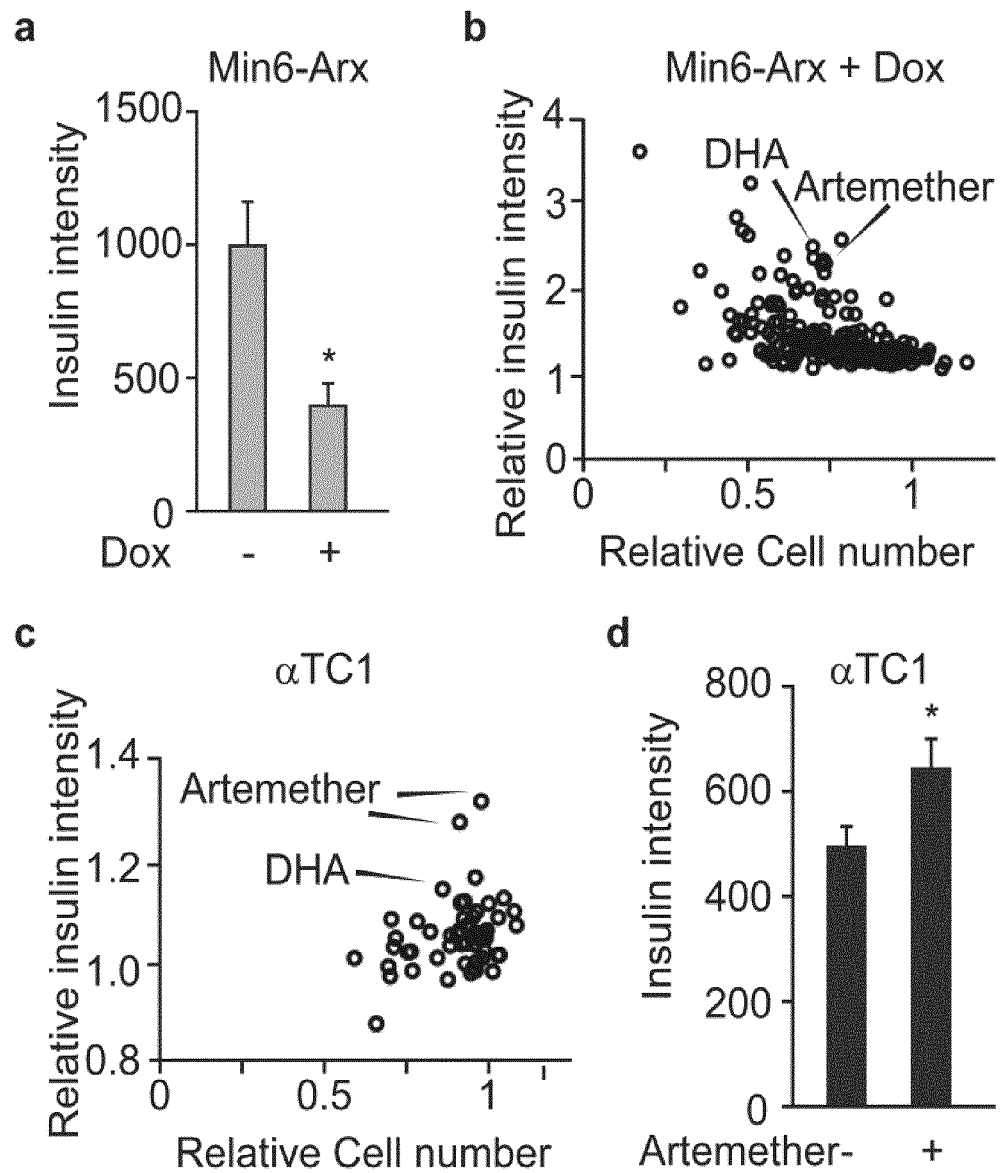 a
Min6-Arx
Insulin intensity
1500
1000
500
0
*
Dox - +
b
Min6-Arx + Dox
Relative insulin intensity
4
3
2
1
0
DHA
Artemether
0 0.5 1
Relative Cell number
c
αTC1
Relative insulin intensity
1.4
1.2
1.0
0.8
Artemether
DHA
0 0.5 1
Relative Cell number
d
αTC1
Insulin intensity
800
600
400
200
0
*
Artemether- +